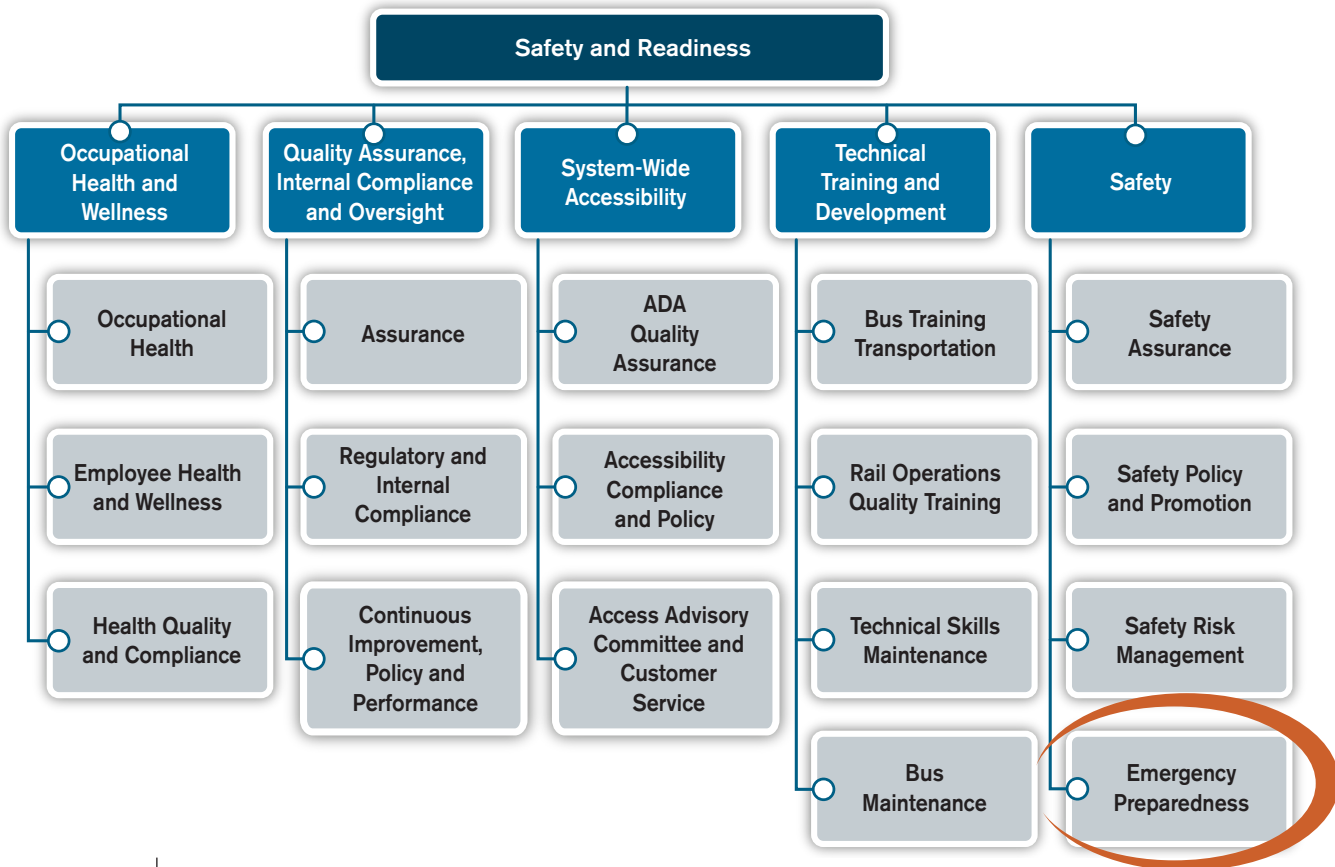 Safety and Readiness
Occupational
Health and
Wellness
Quality Assurance,
Internal Compliance
and Oversight
System-Wide
Accessibility
Technical
Training and
Development
Safety
Occupational
Health
Assurance
ADA
Quality
Assurance
Bus Training
Transportation
Safety
Assurance
Employee Health
and Wellness
Regulatory and
Internal
Compliance
Accessibility
Compliance
and Policy
Rail Operations
Quality Training
Safety Policy
and Promotion
Health Quality
and Compliance
Continuous
Improvement,
Policy and
Performance
Access Advisory
Committee and
Customer
Service
Technical Skills
Maintenance
Safety Risk
Management
Bus
Maintenance
Emergency
Preparedness